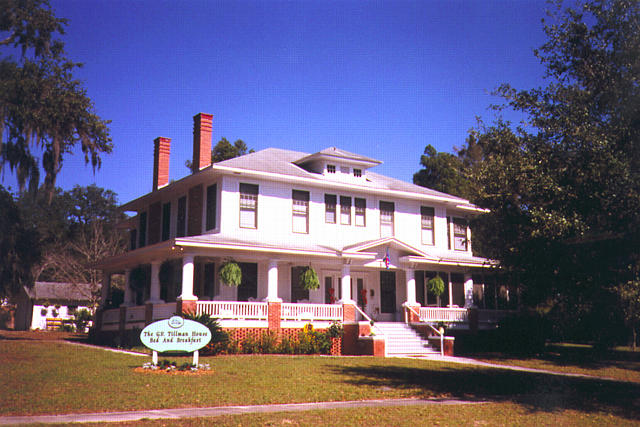 The G.V. Tillman House
Bed And Breakfast